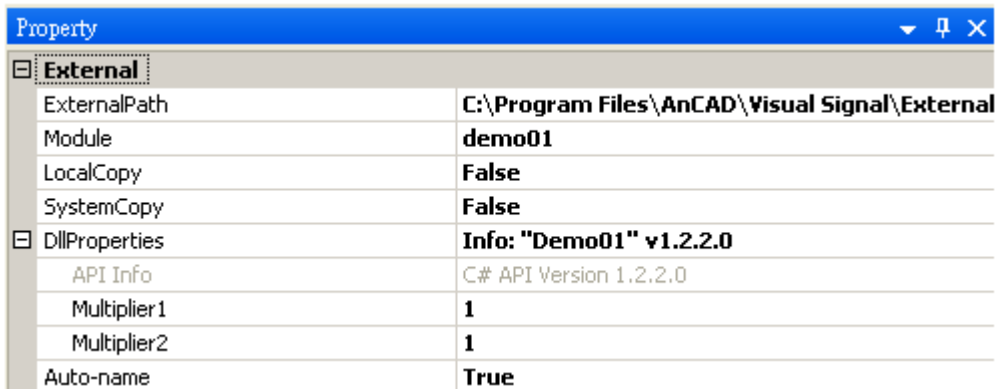 Property
External
ExternalPath C:\Program Files\AnCAD\Visual Signal\External
Module demo01
LocalCopy False
SystemCopy False
DllProperties Info: "Demo01" v1.2.2.0
API Info C# API Version 1.2.2.0
Multiplier1 1
Multiplier2 1
Auto-name True